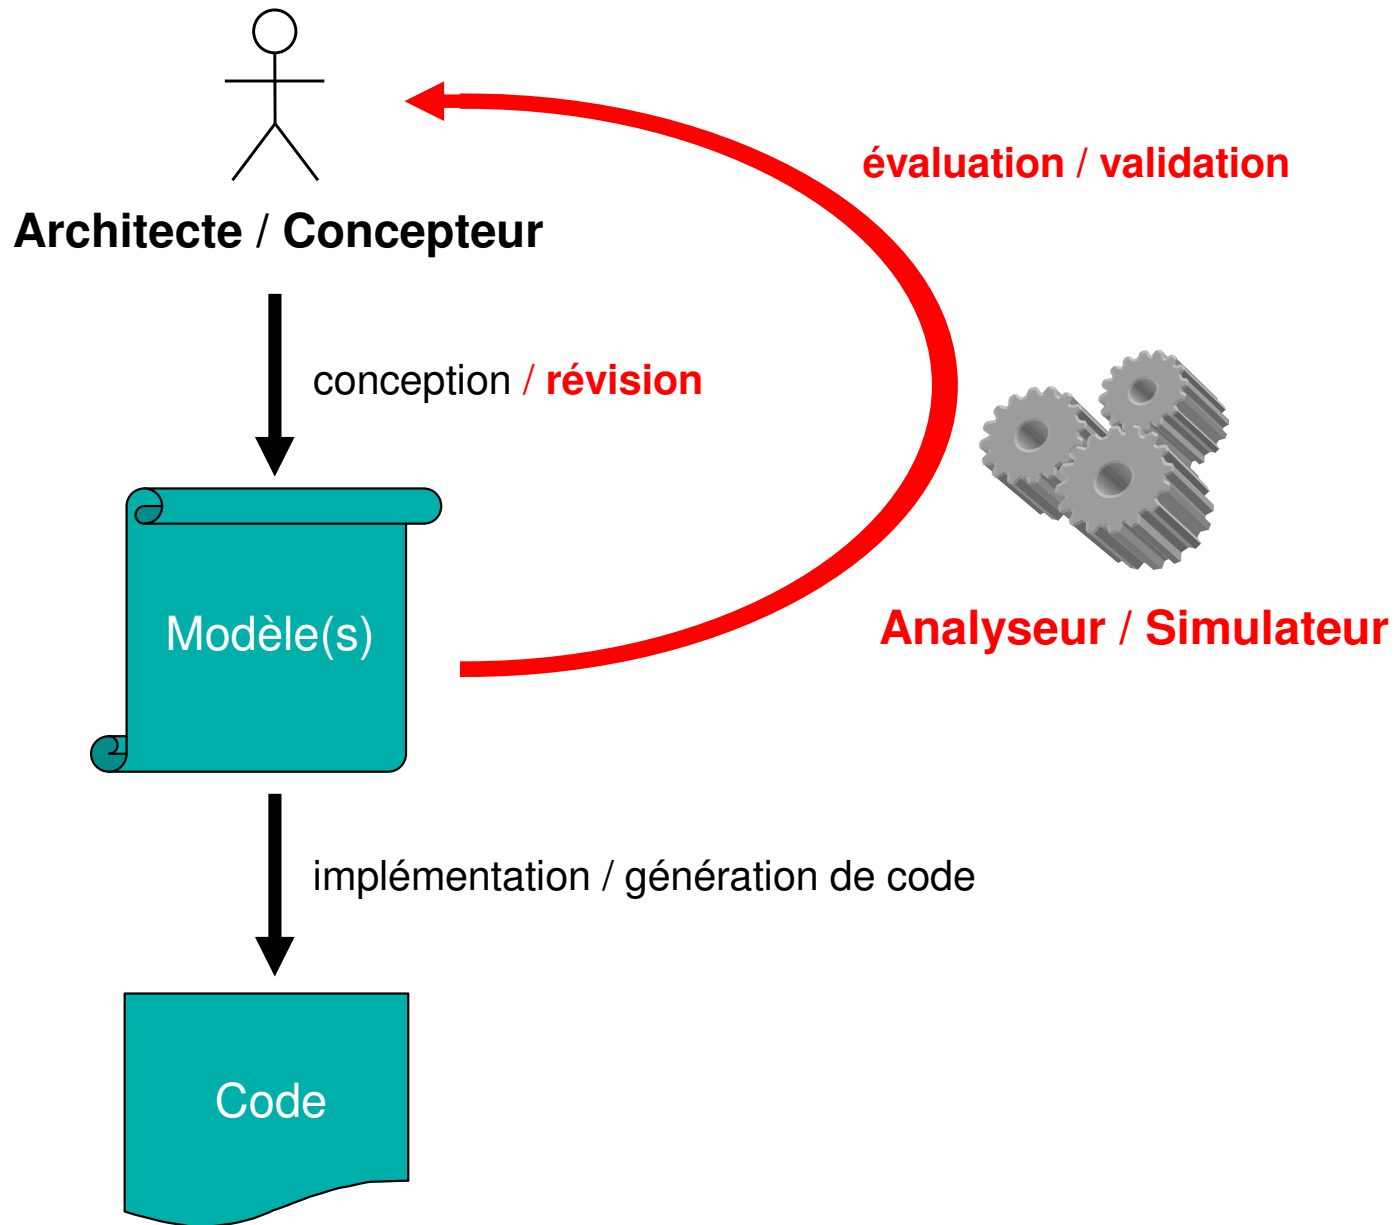 évaluation / validation
Architecte / Concepteur
conception / révision
Modèle(s)
Analyseur / Simulateur
implémentation / génération de code
Code